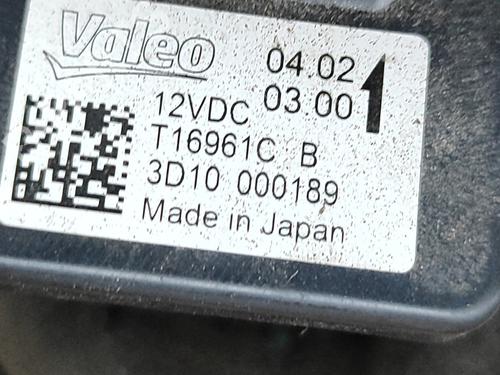 Valeo
04.02
03.00
12VDC
T16961C B
3D10 000189
Made in Japan